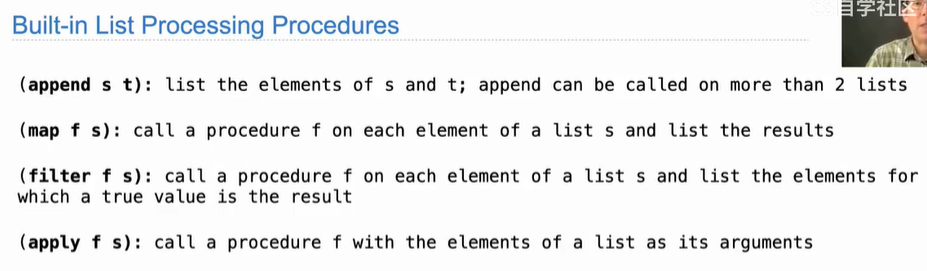 Built-in List Processing Procedures
自学社区
(append s t): list the elements of s and t; append can be called on more than 2 lists
(map f s): call a procedure f on each element of a list s and list the results
(filter f s): call a procedure f on each element of a list s and list the elements for
which a true value is the result
(apply f s): call a procedure f with the elements of a list as its arguments